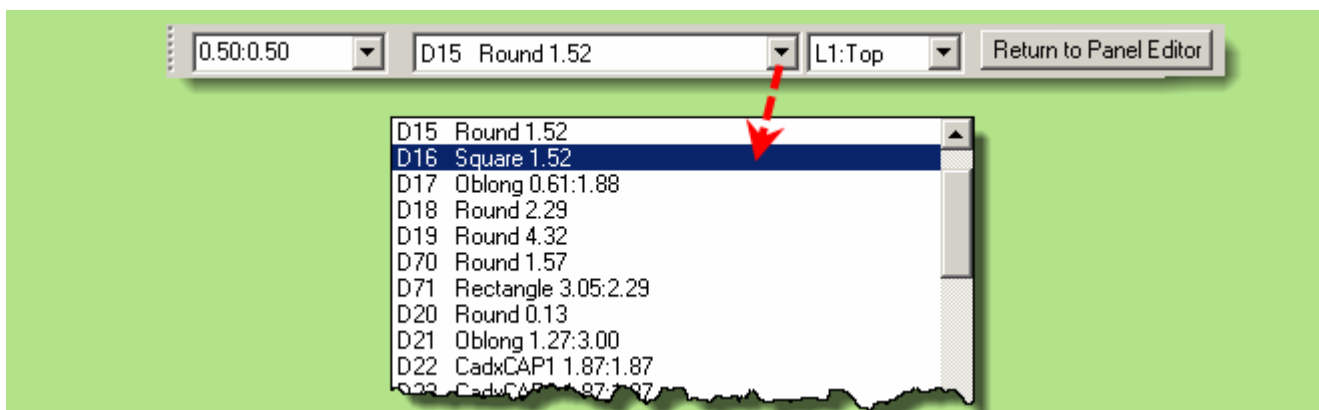 0.50:0.50 D15 Round 1.52 L1:Top Return to Panel Editor
D15 Round 1.52
D16 Square 1.52
D17 Oblong 0.61:1.88
D18 Round 2.29
D19 Round 4.32
D70 Round 1.57
D71 Rectangle 3.05:2.29
D20 Round 0.13
D21 Oblong 1.27:3.00
D22 CadxCAP1 1.87:1.87